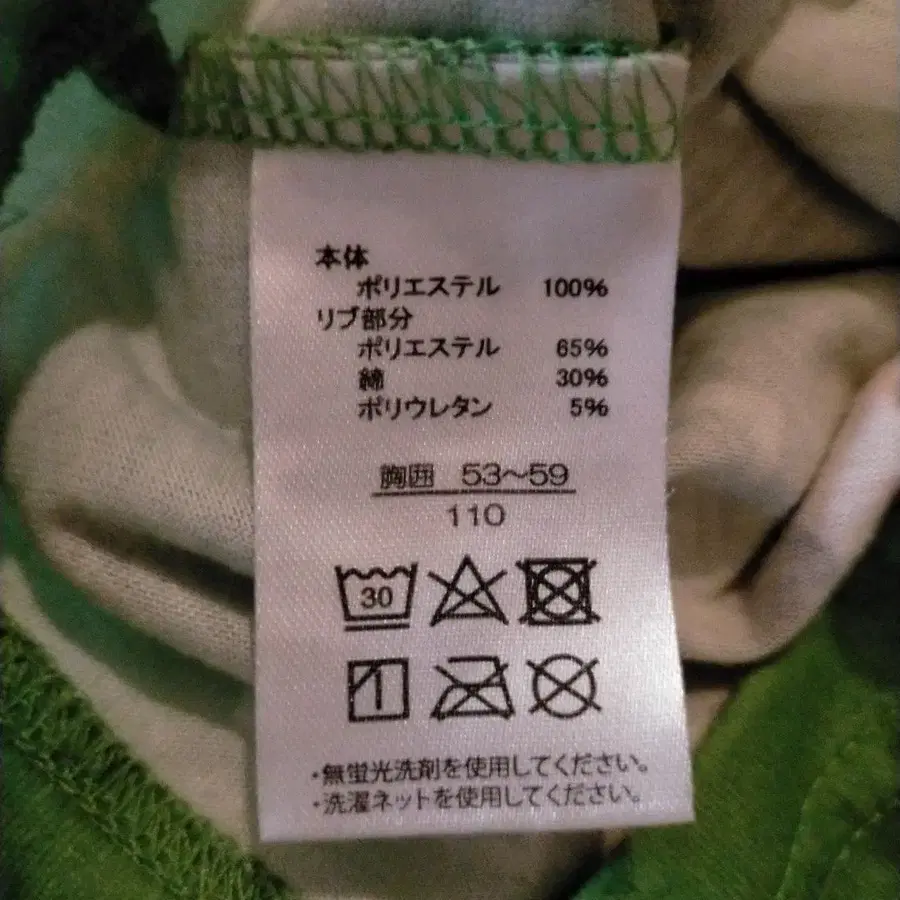 本体
ポリエステル 100%
リブ部分
ポリエステル 65%
綿 30%
ポリウレタン 5%
胸囲 53～59
110
30
・無蛍光洗剤を使用してください。
・洗濯ネットを使用してください。